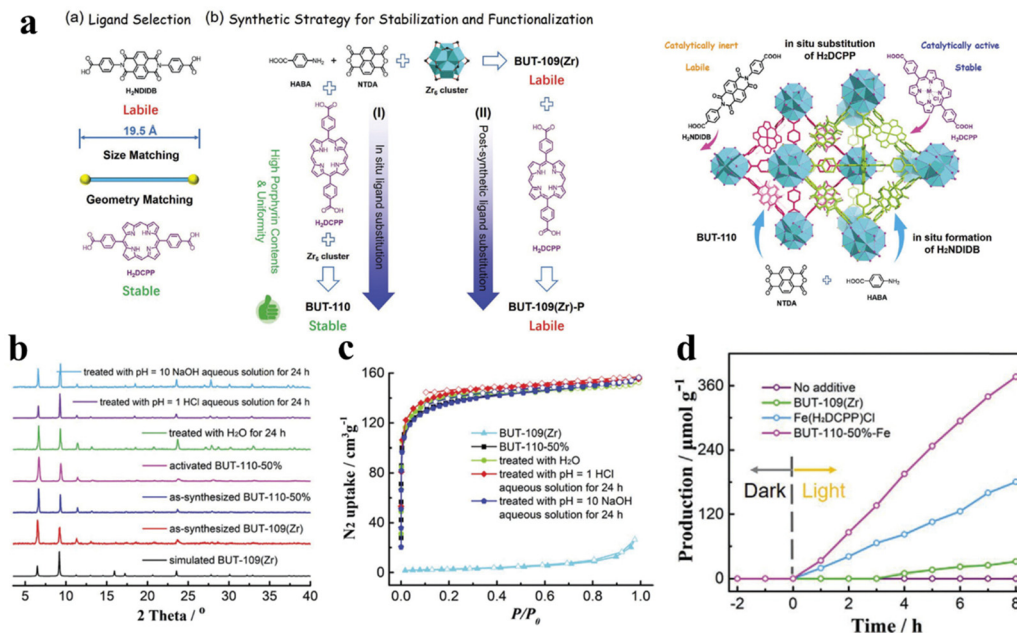 a
(a) Ligand Selection
H₂NDIDB
Labile
19.5 Å
Size Matching
Geometry Matching
H₂DCPP
Stable
(b) Synthetic Strategy for Stabilization and Functionalization
HABA
+
NTDA
Zr₆ cluster
BUT-109(Zr)
Labile
High Porphyrin Contents
& Uniformity
H₂DCPP
Zr₆ cluster
BUT-110
Stable
(I)
In situ ligand substitution
(II)
Post-synthetic ligand substitution
H₂DCPP
BUT-109(Zr)-P
Labile
Catalytically inert
Labile
H₂NDIDB
in situ substitution
of H₂DCPP
Catalytically active
Stable
H₂DCPP
BUT-110
in situ formation
of H₂NDIDB
NTDA
HABA
b
treated with pH = 10 NaOH aqueous solution for 24 h
treated with pH = 1 HCl aqueous solution for 24 h
treated with H₂O for 24 h
activated BUT-110-50%
as-synthesized BUT-110-50%
as-synthesized BUT-109(Zr)
simulated BUT-109(Zr)
5 10 15 20 25 30 35 40
2 Theta / °
c
N₂ uptake / cm³g⁻¹
160
120
80
40
0
BUT-109(Zr)
BUT-110-50%
treated with H₂O
treated with pH = 1 HCl
aqueous solution for 24 h
treated with pH = 10 NaOH
aqueous solution for 24 h
0.0 0.2 0.4 0.6 0.8 1.0
P/P₀
d
Production / μmol g⁻¹
360
240
120
0
No additive
BUT-109(Zr)
Fe(H₂DCPP)Cl
BUT-110-50%-Fe
Dark
Light
-2 0 2 4 6 8
Time / h